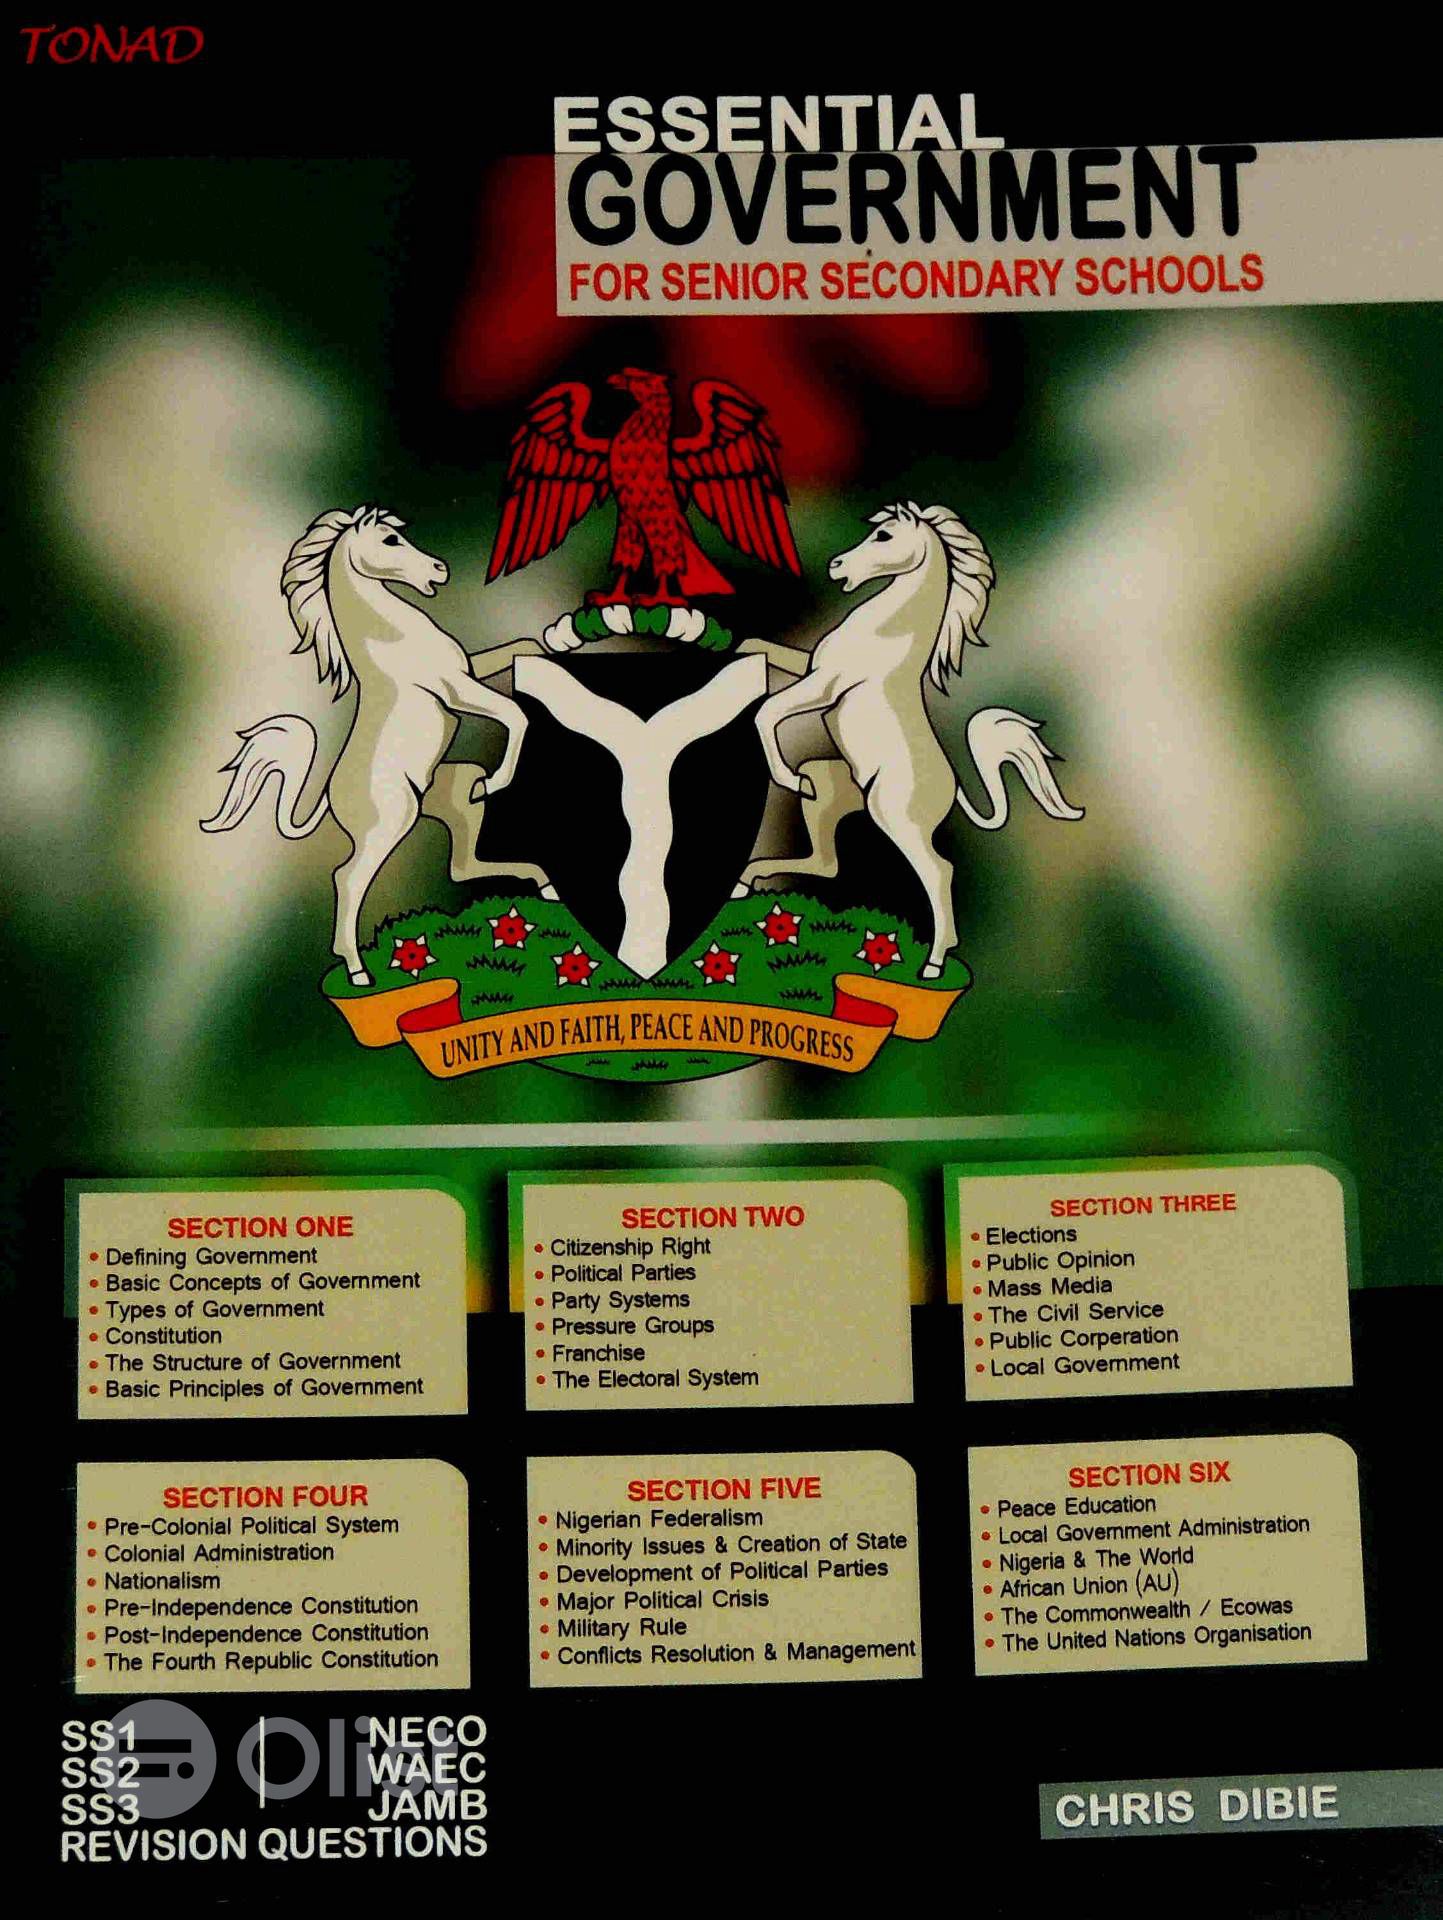 TONAD
ESSENTIAL
GOVERNMENT
FOR SENIOR SECONDARY SCHOOLS
UNITY AND FAITH, PEACE AND PROGRESS
SECTION ONE
• Defining Government
• Basic Concepts of Government
• Types of Government
• Constitution
• The Structure of Government
• Basic Principles of Government
SECTION TWO
• Citizenship Right
• Political Parties
• Party Systems
• Pressure Groups
• Franchise
• The Electoral System
SECTION THREE
• Elections
• Public Opinion
• Mass Media
• The Civil Service
• Public Corperation
• Local Government
SECTION FOUR
• Pre-Colonial Political System
• Colonial Administration
• Nationalism
• Pre-Independence Constitution
• Post-Independence Constitution
• The Fourth Republic Constitution
SECTION FIVE
• Nigerian Federalism
• Minority Issues & Creation of State
• Development of Political Parties
• Major Political Crisis
• Military Rule
• Conflicts Resolution & Management
SECTION SIX
• Peace Education
• Local Government Administration
• Nigeria & The World
• African Union (AU)
• The Commonwealth / Ecowas
• The United Nations Organisation
SS1
SS2
SS3
NECO
WAEC
JAMB
REVISION QUESTIONS
CHRIS DIBIE